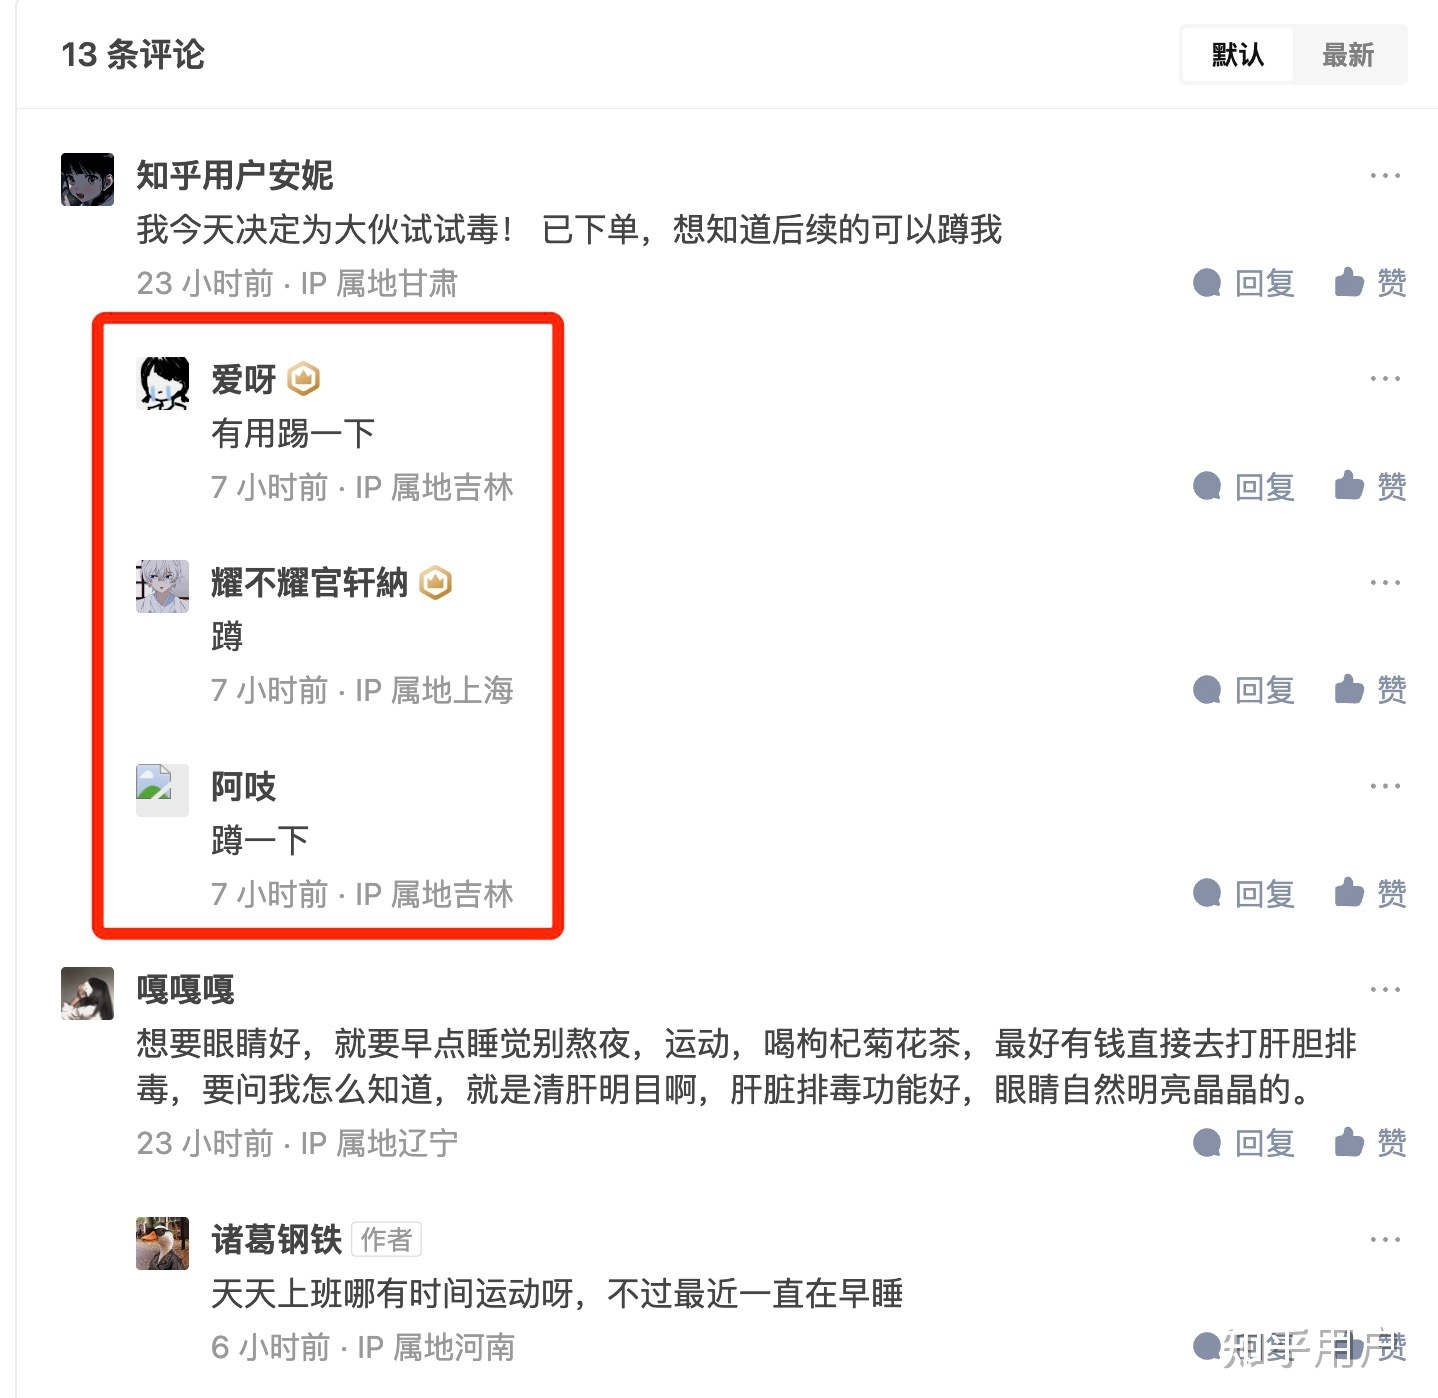 13 条评论
默认 最新
知乎用户安妮
我今天决定为大伙试试毒! 已下单，想知道后续的可以蹲我
23 小时前 · IP 属地甘肃 回复 赞
爱呀
有用踢一下
7 小时前 · IP 属地吉林 回复 赞
耀不耀官轩納
蹲
7 小时前 · IP 属地上海 回复 赞
阿吱
蹲一下
7 小时前 · IP 属地吉林 回复 赞
嘎嘎嘎
想要眼睛好，就要早点睡觉别熬夜，运动，喝枸杞菊花茶，最好有钱直接去打肝胆排
毒，要问我怎么知道，就是清肝明目啊，肝脏排毒功能好，眼睛自然明亮晶晶的。
23 小时前 · IP 属地辽宁 回复 赞
诸葛钢铁 作者
天天上班哪有时间运动呀，不过最近一直在早睡
6 小时前 · IP 属地河南 回复 赞
知乎用户